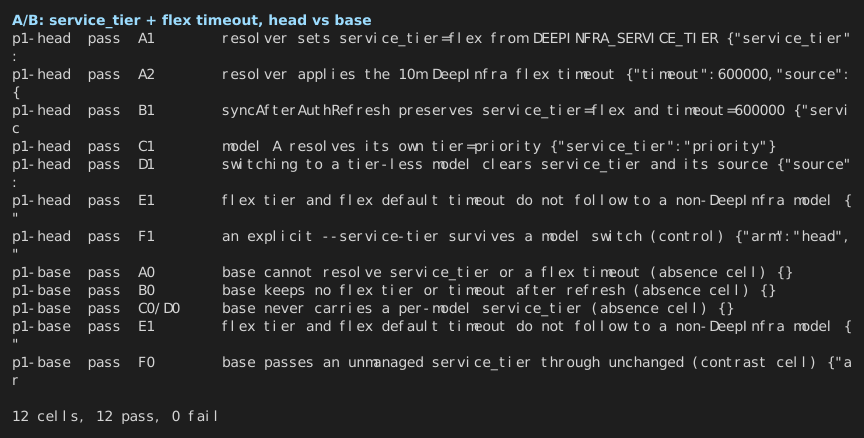 A/B: service_tier + flex timeout, head vs base
p1-head pass A1 resolver sets service_tier=flex from DEEPINFRA_SERVICE_TIER {"service_tier"
:
p1-head pass A2 resolver applies the 10m DeepInfra flex timeout {"timeout":600000,"source":
{
p1-head pass B1 syncAfterAuthRefresh preserves service_tier=flex and timeout=600000 {"servi
c
p1-head pass C1 model A resolves its own tier=priority {"service_tier":"priority"}
p1-head pass D1 switching to a tier-less model clears service_tier and its source {"source"
:
p1-head pass E1 flex tier and flex default timeout do not follow to a non-DeepInfra model {
"
p1-head pass F1 an explicit --service-tier survives a model switch (control) {"arm":"head",
"
p1-base pass A0 base cannot resolve service_tier or a flex timeout (absence cell) {}
p1-base pass B0 base keeps no flex tier or timeout after refresh (absence cell) {}
p1-base pass C0/D0 base never carries a per-model service_tier (absence cell) {}
p1-base pass E1 flex tier and flex default timeout do not follow to a non-DeepInfra model {
"
p1-base pass F0 base passes an unmanaged service_tier through unchanged (contrast cell) {"a
r
12 cells, 12 pass, 0 fail